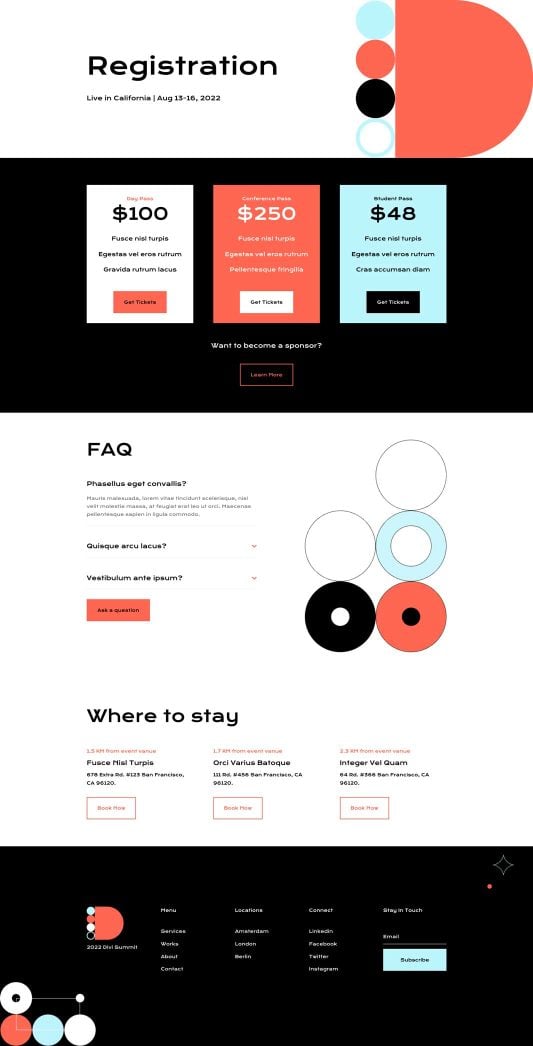 Registration
Live in California | Aug 13-16, 2022
Day Pass
$100
Fusce nisl turpis
Egestas vel eros rutrum
Gravida rutrum lacus
Get Tickets
Conference Pass
$250
Fusce nisl turpis
Egestas vel eros rutrum
Pellentesque fringilla
Get Tickets
Student Pass
$48
Fusce nisl turpis
Egestas vel eros rutrum
Cras accumsan diam
Get Tickets
Want to become a sponsor?
Learn More
FAQ
Phasellus eget convallis?
Mauris malesuada, lorem vitae tincidunt scelerisque, nisl
velit molestie massa, at feugiat erat leo ut orci. Maecenas
pellentesque sapien in ligula commodo.
Quisque arcu lacus?
Vestibulum ante ipsum?
Ask a question
Where to stay
1.5 KM from event venue
Fusce Nisl Turpis
678 Extra Rd. #123 San Francisco,
CA 96120.
Book Now
1.7 KM from event venue
Orci Varius Batoque
111 Rd. #456 San Francisco, CA
96120.
Book Now
2.3 KM from event venue
Integer Vel Quam
64 Rd. #366 San Francisco, CA
96120.
Book Now
2022 Divi Summit
Menu
Services
Works
About
Contact
Locations
Amsterdam
London
Berlin
Connect
Linkedin
Facebook
Twitter
Instagram
Stay in Touch
Email
Subscribe